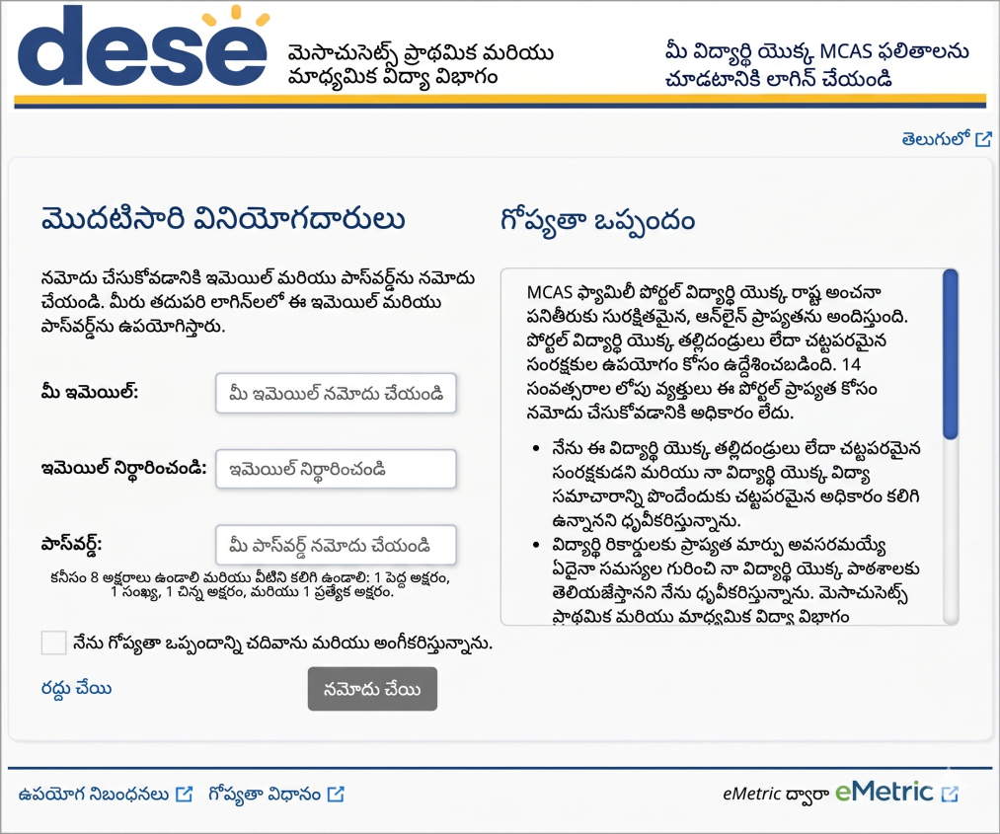 dese
మెసాచుసెట్స్ ప్రాథమిక మరియు
మాధ్యమిక విద్యా విభాగం
మీ విద్యార్థి యొక్క MCAS ఫలితాలను
చూడటానికి లాగిన్ చేయండి
తెలుగులో
మొదటిసారి వినియోగదారులు
నమోదు చేసుకోవడానికి ఇమెయిల్ మరియు పాస్‌వర్డ్‌ను నమోదు
చేయండి. మీరు తదుపరి లాగిన్‌లలో ఈ ఇమెయిల్ మరియు
పాస్‌వర్డ్‌ను ఉపయోగిస్తారు.
మీ ఇమెయిల్:
మీ ఇమెయిల్ నమోదు చేయండి
ఇమెయిల్ నిర్ధారించండి:
ఇమెయిల్ నిర్ధారించండి
పాస్‌వర్డ్:
మీ పాస్‌వర్డ్ నమోదు చేయండి
కనీసం 8 అక్షరాలు ఉండాలి మరియు వీటిని కలిగి ఉండాలి: 1 పెద్ద అక్షరం,
1 సంఖ్య, 1 చిన్న అక్షరం, మరియు 1 ప్రత్యేక అక్షరం.
నేను గోప్యతా ఒప్పందాన్ని చదివాను మరియు అంగీకరిస్తున్నాను.
రద్దు చేయి
నమోదు చేయి
గోప్యతా ఒప్పందం
MCAS ఫ్యామిలీ పోర్టల్ విద్యార్థి యొక్క రాష్ట్ర అంచనా
పనితీరుకు సురక్షితమైన, ఆన్‌లైన్ ప్రాప్యతను అందిస్తుంది.
పోర్టల్ విద్యార్థి యొక్క తల్లిదండ్రులు లేదా చట్టపరమైన
సంరక్షకుల ఉపయోగం కోసం ఉద్దేశించబడింది. 14
సంవత్సరాల లోపు వ్యక్తులు ఈ పోర్టల్ ప్రాప్యత కోసం
నమోదు చేసుకోవడానికి అధికారం లేదు.
• నేను ఈ విద్యార్థి యొక్క తల్లిదండ్రులు లేదా చట్టపరమైన
సంరక్షకుడని మరియు నా విద్యార్థి యొక్క విద్యా
సమాచారాన్ని పొందేందుకు చట్టపరమైన అధికారం కలిగి
ఉన్నానని ధృవీకరిస్తున్నాను.
• విద్యార్థి రికార్డులకు ప్రాప్యత మార్పు అవసరమయ్యే
ఏదైనా సమస్యల గురించి నా విద్యార్థి యొక్క పాఠశాలకు
తెలియజేస్తానని నేను ధృవీకరిస్తున్నాను. మెసాచుసెట్స్
ప్రాథమిక మరియు మాధ్యమిక విద్యా విభాగం
ఉపయోగ నిబంధనలు
గోప్యతా విధానం
eMetric ద్వారా eMetric